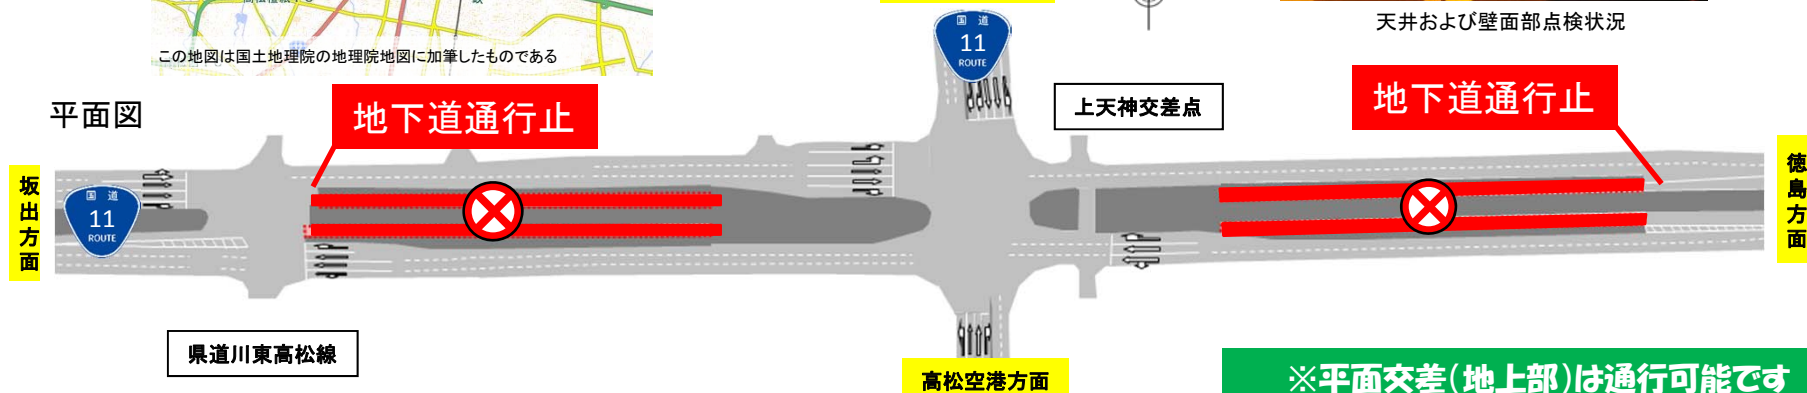 この地図は国土地理院の地理院地図に加筆したものである
天井および壁面部点検状況
平面図
地下道通行止
国道
11
ROUTE
上天神交差点
地下道通行止
坂出方面
国道
11
ROUTE
徳島方面
県道川東高松線
高松空港方面
※平面交差(地上部)は通行可能です